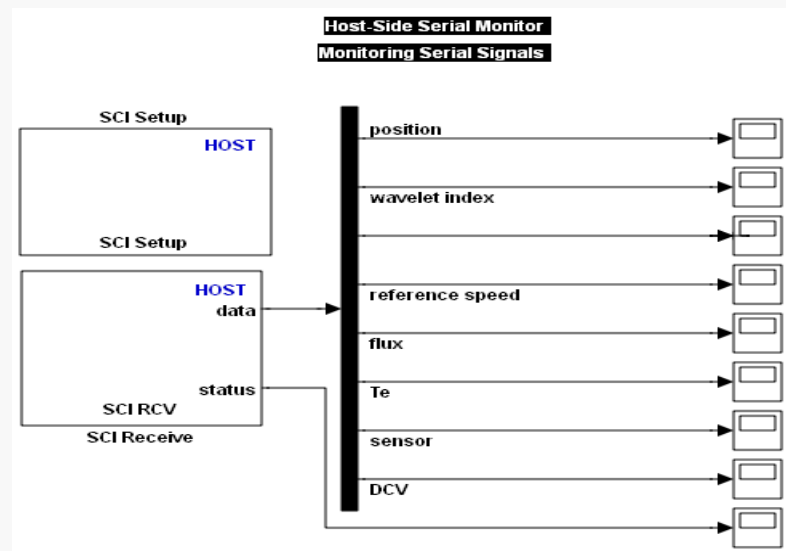 Host-Side Serial Monitor
Monitoring Serial Signals
SCI Setup
HOST
SCI Setup
HOST
data
status
SCI RCV
SCI Receive
position
wavelet index
reference speed
flux
Te
sensor
DCV